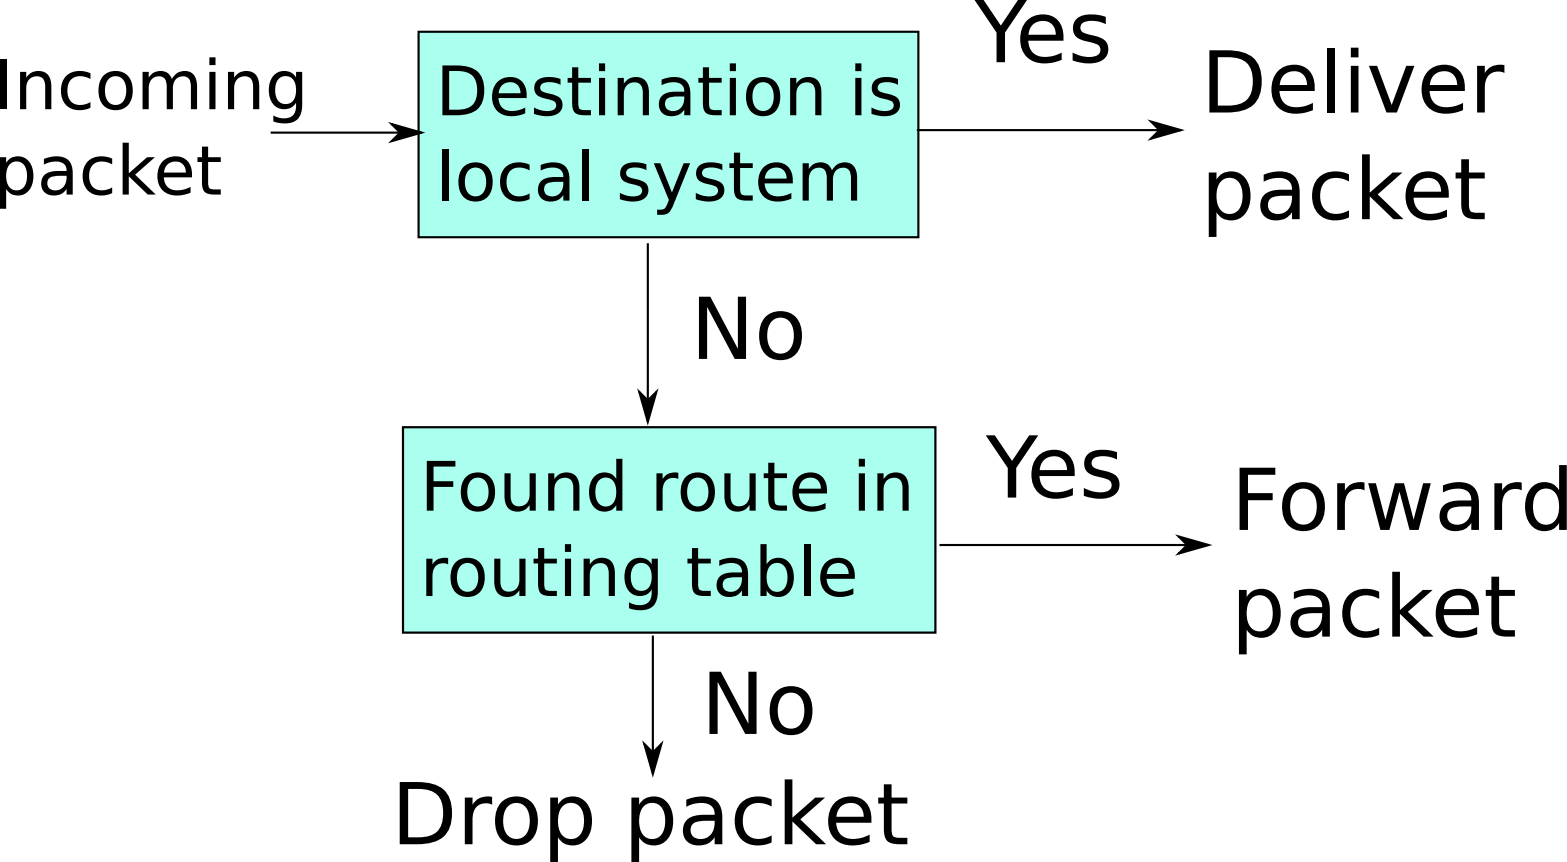 Incoming
packet
Destination is
local system
Yes
Deliver
packet
No
Found route in
routing table
Yes
Forward
packet
No
Drop packet